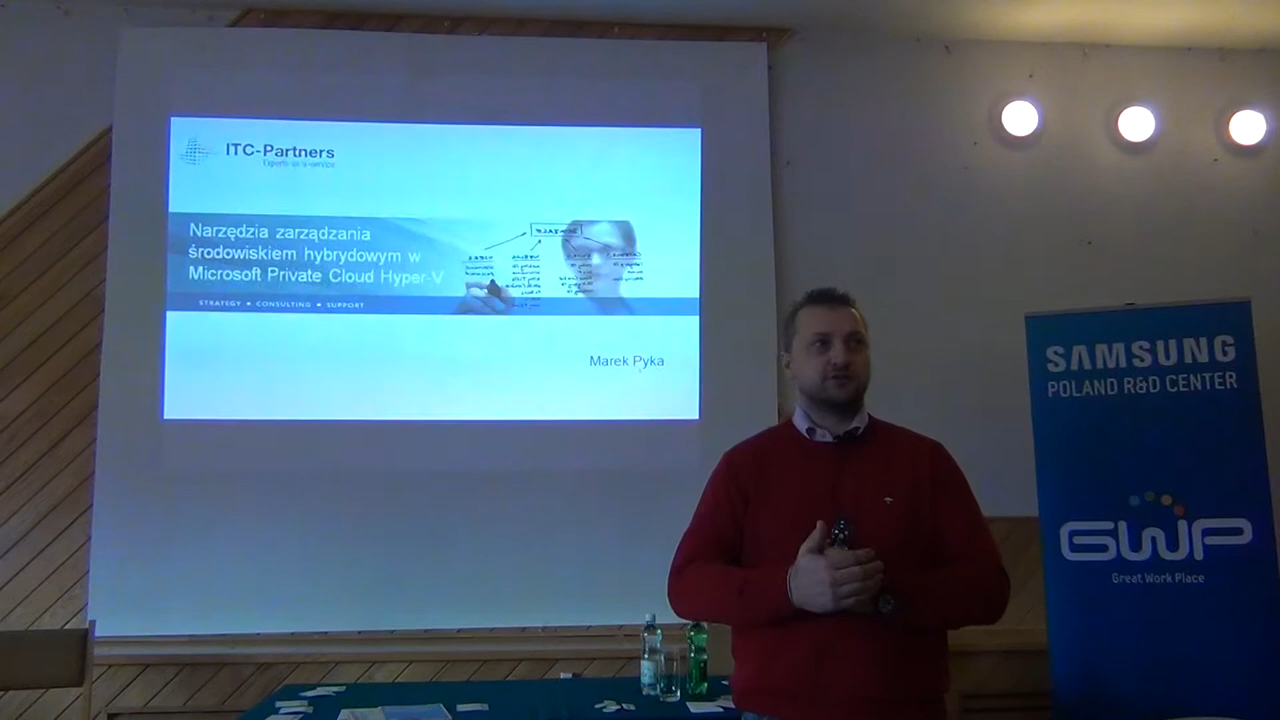 ITC-Partners
Experts as a service
Narzędzia zarządzania
środowiskiem hybrydowym w
Microsoft Private Cloud Hyper-V
STRATEGY ▪ CONSULTING ▪ SUPPORT
Marek Pyka
SAMSUNG
POLAND R&D CENTER
GWP
Great Work Place